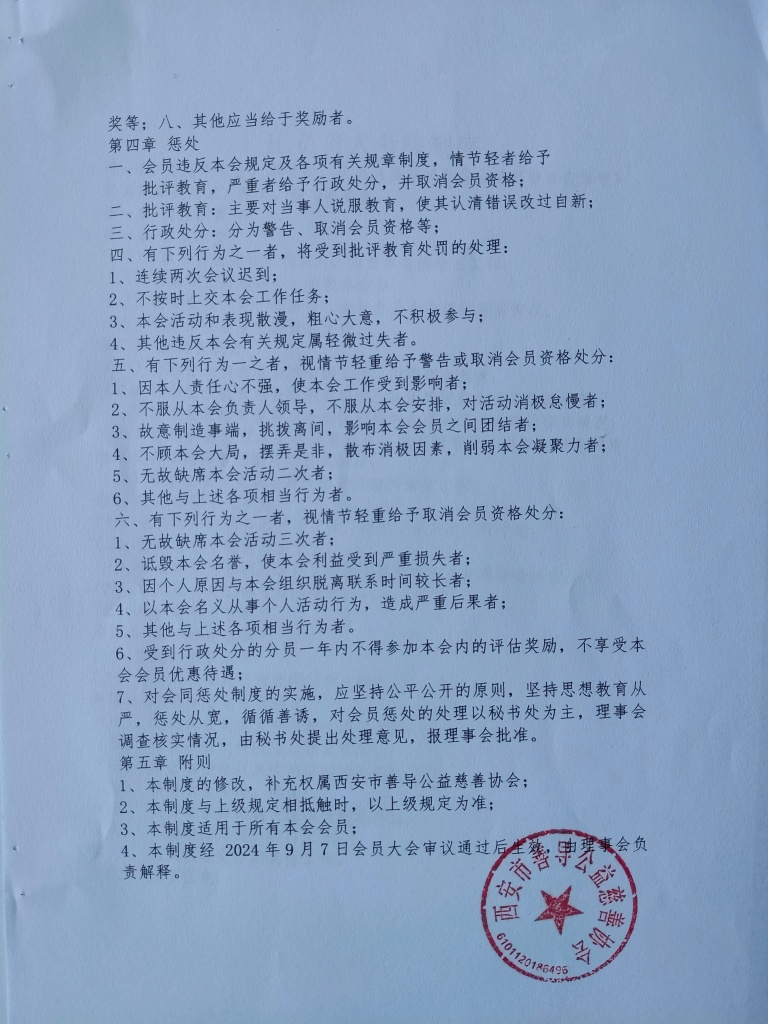 奖等；八、其他应当给于奖励者。
第四章 惩处
一、会员违反本会规定及各项有关规章制度，情节轻者给予
批评教育，严重者给予行政处分，并取消会员资格；
二、批评教育：主要对当事人说服教育，使其认清错误改过自新；
三、行政处分：分为警告、取消会员资格等；
四、有下列行为之一者，将受到批评教育处罚的处理：
1、连续两次会议迟到；
2、不按时上交本会工作任务；
3、本会活动和表现散漫，粗心大意，不积极参与；
4、其他违反本会有关规定属轻微过失者。
五、有下列行为一之者，视情节轻重给予警告或取消会员资格处分：
1、因本人责任心不强，使本会工作受到影响者；
2、不服从本会负责人领导，不服从本会安排，对活动消极怠慢者；
3、故意制造事端，挑拨离间，影响本会会员之间团结者；
4、不顾本会大局，摆弄是非，散布消极因素，削弱本会凝聚力者；
5、无故缺席本会活动二次者；
6、其他与上述各项相当行为者。
六、有下列行为之一者，视情节轻重给予取消会员资格处分：
1、无故缺席本会活动三次者；
2、诋毁本会名誉，使本会利益受到严重损失者；
3、因个人原因与本会组织脱离联系时间较长者；
4、以本会名义从事个人活动行为，造成严重后果者；
5、其他与上述各项相当行为者。
6、受到行政处分的分员一年内不得参加本会内的评估奖励，不享受本
会会员优惠待遇；
7、对会同惩处制度的实施，应坚持公平公开的原则，坚持思想教育从
严，惩处从宽，循循善诱，对会员惩处的处理以秘书处为主，理事会
调查核实情况，由秘书处提出处理意见，报理事会批准。
第五章 附则
1、本制度的修改，补充权属西安市善导公益慈善协会；
2、本制度与上级规定相抵触时，以上级规定为准；
3、本制度适用于所有本会会员；
4、本制度经 2024 年 9 月 7 日会员大会审议通过后生效，由理事会负
责解释。
西安市善导公益慈善协会
6101120186496